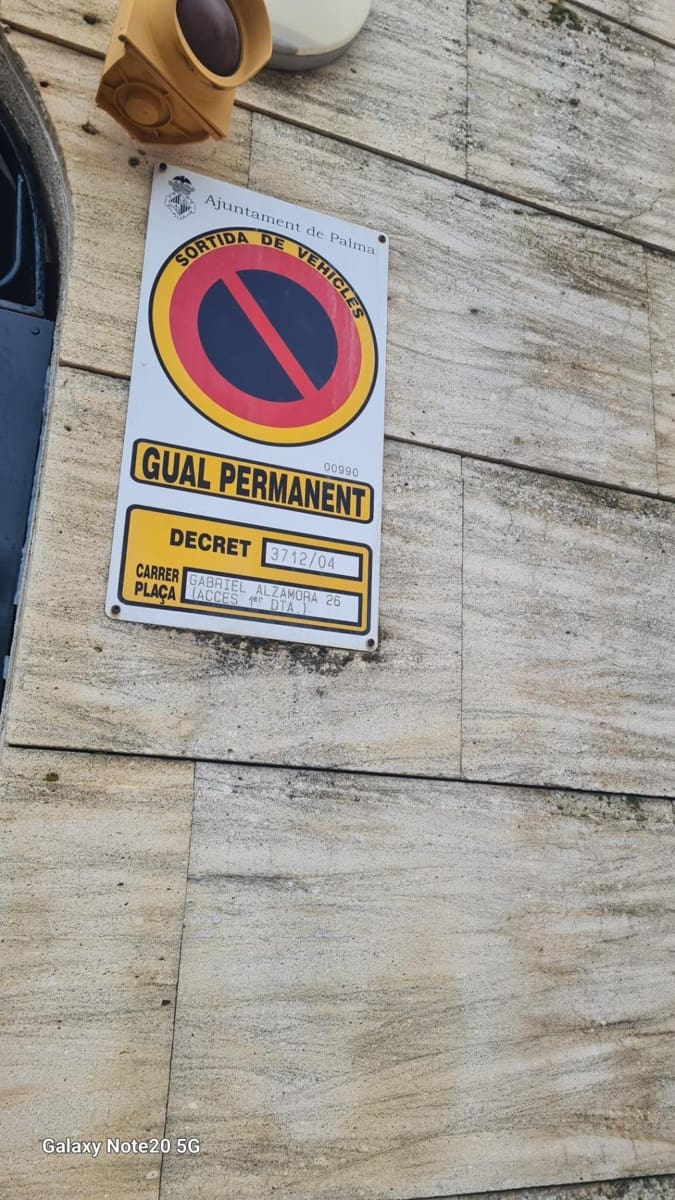 Ajuntament de Palma
SORTIDA DE VEHICLES
00990
GUAL PERMANENT
DECRET 3712/04
CARRER
PLAÇA
GABRIEL ALZAMORA 26
(ACCES 1er DTA.).
Galaxy Note20 5G